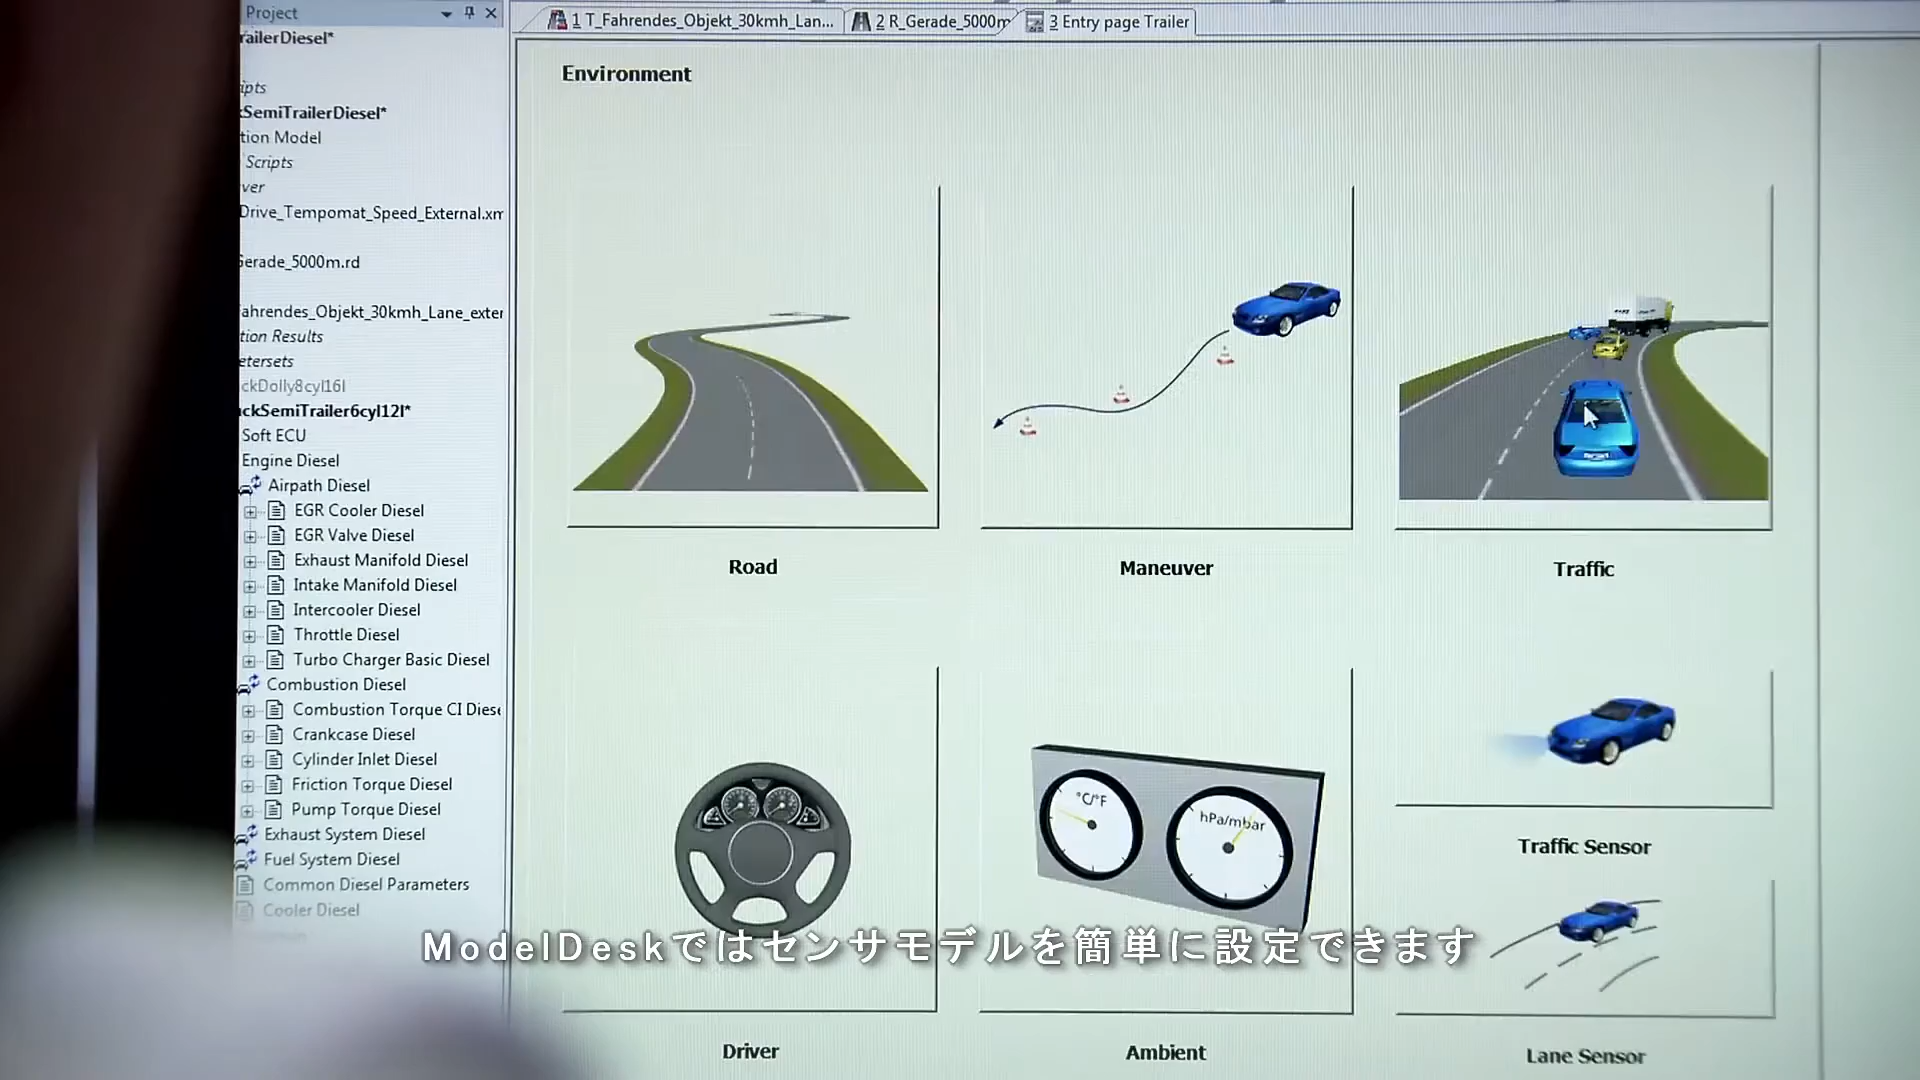 Project
railerDiesel*
ipts
SemiTrailerDiesel*
tion Model
Scripts
ver
Drive_Tempomat_Speed_External.xm
Gerade_5000m.rd
ahrendes_Objekt_30kmh_Lane_exter
tion Results
etersets
ckDolly8cyl16l
ckSemiTrailer6cyl12l*
Soft ECU
Engine Diesel
Airpath Diesel
EGR Cooler Diesel
EGR Valve Diesel
Exhaust Manifold Diesel
Intake Manifold Diesel
Intercooler Diesel
Throttle Diesel
Turbo Charger Basic Diesel
Combustion Diesel
Combustion Torque CI Diese
Crankcase Diesel
Cylinder Inlet Diesel
Friction Torque Diesel
Pump Torque Diesel
Exhaust System Diesel
Fuel System Diesel
Common Diesel Parameters
Cooler Diesel
1 T_Fahrendes_Objekt_30kmh_Lan...
2 R_Gerade_5000m
3 Entry page Trailer
Environment
Road
Maneuver
Traffic
°C/°F
hPa/mbar
Traffic Sensor
ModelDeskではセンサモデルを簡単に設定できます
Driver
Ambient
Lane Sensor